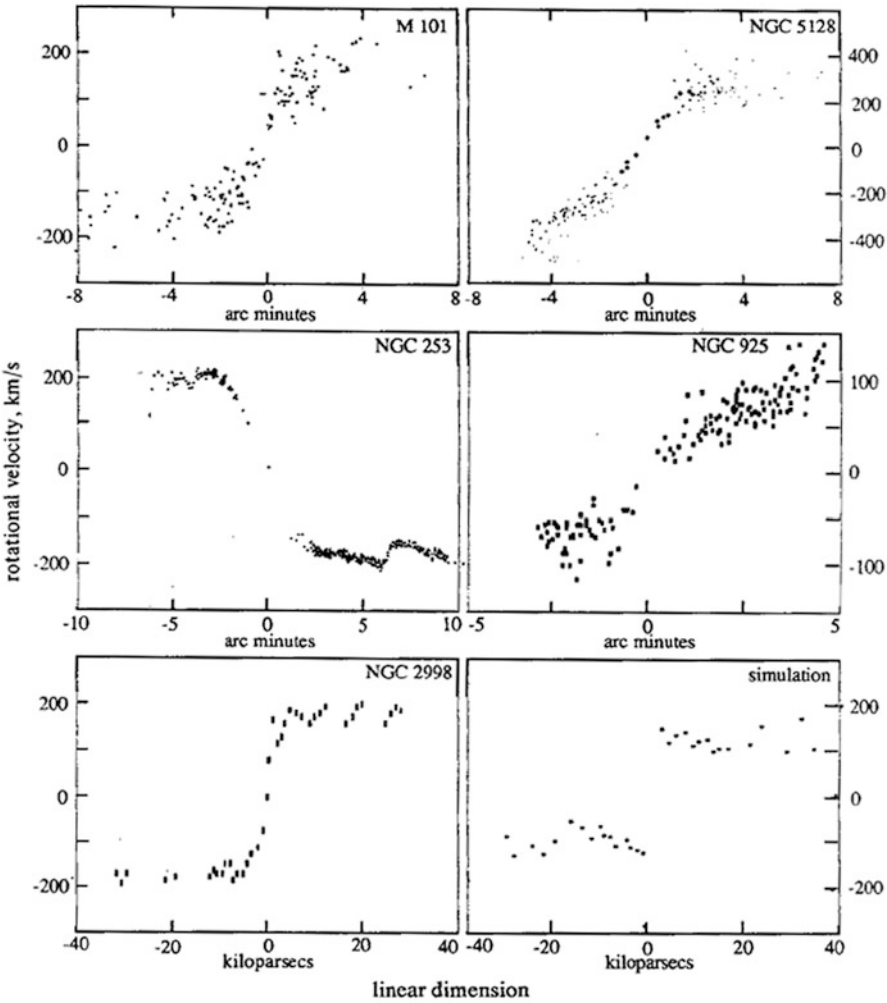 M 101
NGC 5128
200
0
-200
400
200
0
-200
-400
-8 -4 0 4 8
-8 -4 0 4 8
arc minutes
arc minutes
NGC 253
NGC 925
200
0
-200
100
0
-100
-10 -5 0 5 10
-5 0 5
arc minutes
arc minutes
NGC 2998
simulation
200
0
-200
200
0
-200
-40 -20 0 20 40
-40 -20 0 20 40
kiloparsecs
kiloparsecs
rotational velocity, km/s
linear dimension